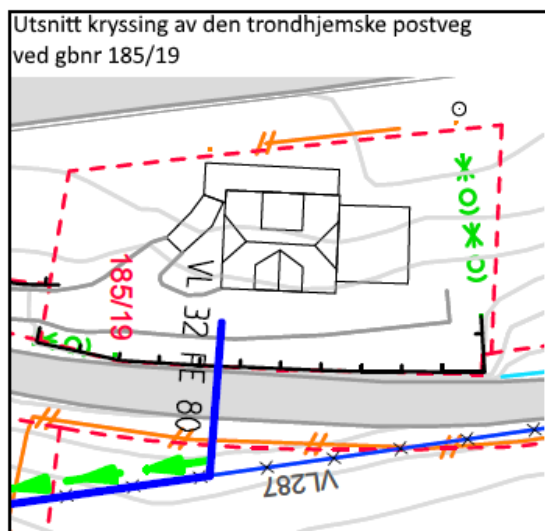 Utsnitt kryssing av den trondhjemske postveg
ved gbnr 185/19
185/19
VL 32 PE 80
VL287